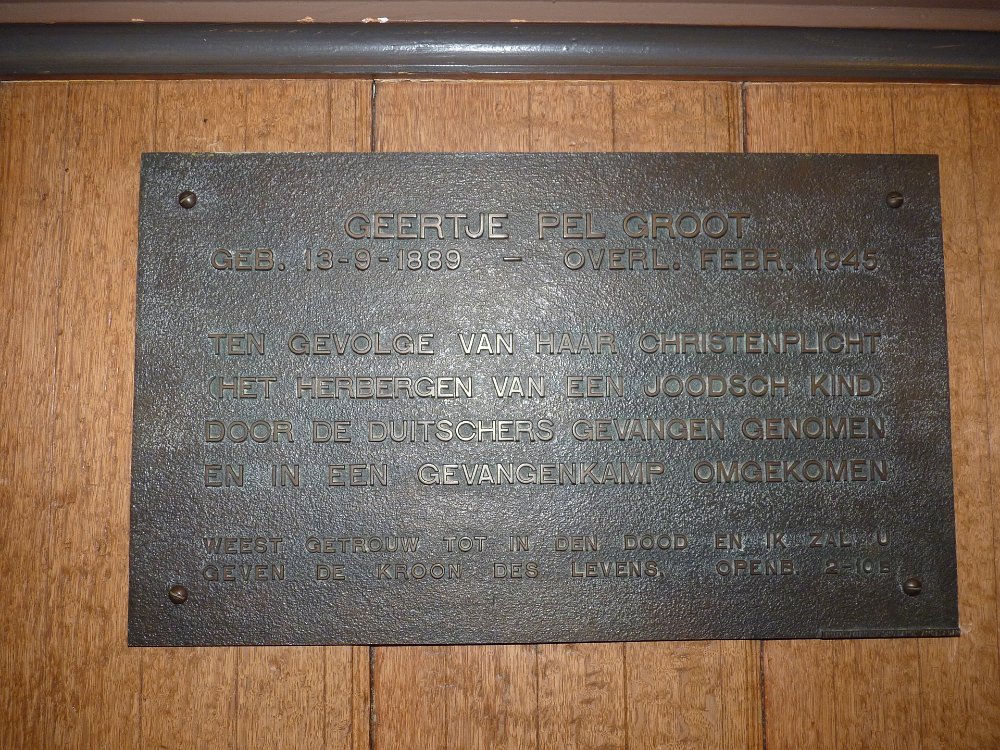 GEERTJE PEL GROOT
GEB. 13-9-1889 – OVERL. FEBR. 1945
TEN GEVOLGE VAN HAAR CHRISTENPLICHT
(HET HERBERGEN VAN EEN JOODSCH KIND)
DOOR DE DUITSCHERS GEVANGEN GENOMEN
EN IN EEN GEVANGENKAMP OMGEKOMEN
WEEST GETROUW TOT IN DEN DOOD EN IK ZAL U
GEVEN DE KROON DES LEVENS, OPENB. 2-10B